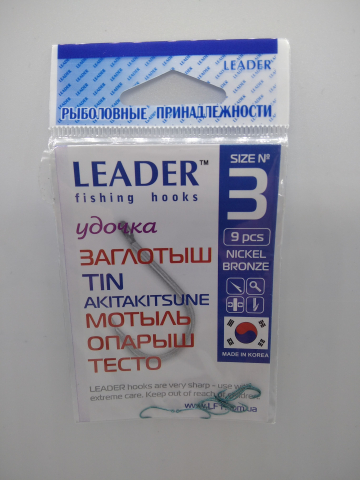 LEADER
РЫБОЛОВНЫЕ ПРИНАДЛЕЖНОСТИ
LEADER™
fishing hooks
удочка
ЗАГЛОТЫШ
TIN
AKITAKITSUNE
МОТЫЛЬ
ОПАРЫШ
ТЕСТО
SIZE №
3
9 pcs
NICKEL
BRONZE
MADE IN KOREA
LEADER hooks are very sharp - use with
extreme care. Keep out of reach of children